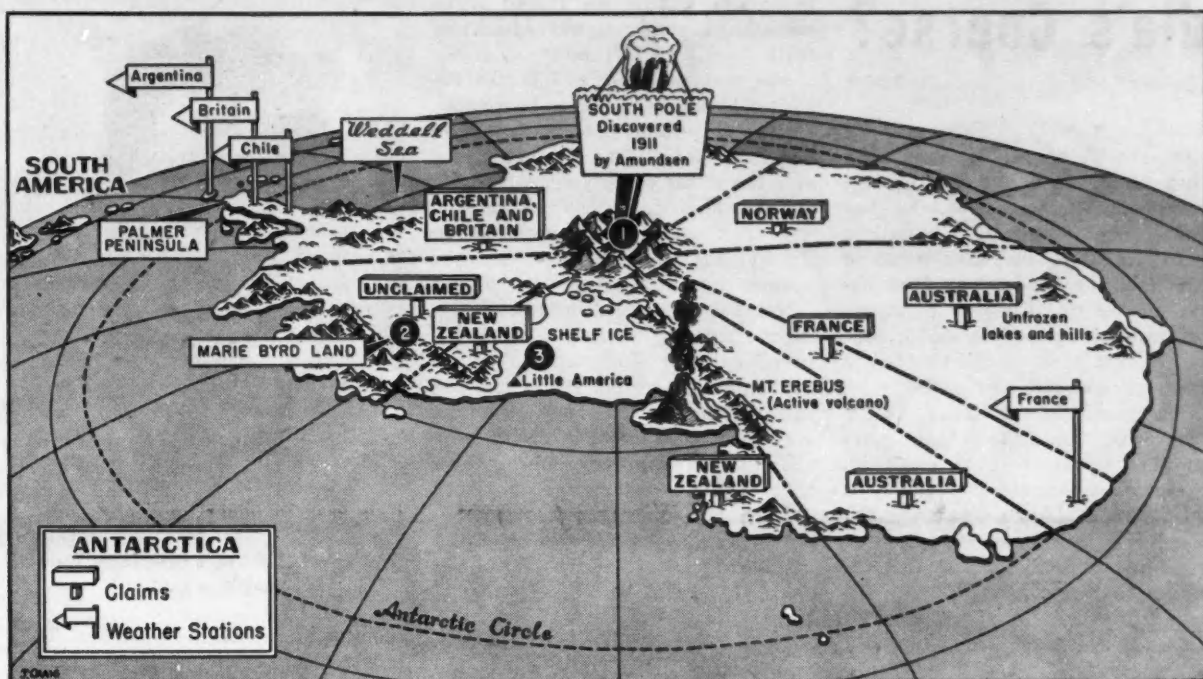 Argentina
Britain
Chile
SOUTH
AMERICA
PALMER
PENINSULA
Weddell
Sea
SOUTH POLE
Discovered
1911
by Amundsen
ARGENTINA,
CHILE AND
BRITAIN
1
NORWAY
UNCLAIMED
2
NEW
ZEALAND
SHELF ICE
3
MARIE BYRD LAND
Little America
FRANCE
AUSTRALIA
Unfrozen
lakes and hills
MT. EREBUS
(Active volcano)
France
NEW
ZEALAND
AUSTRALIA
ANTARCTICA
Claims
Weather Stations
Antarctic Circle